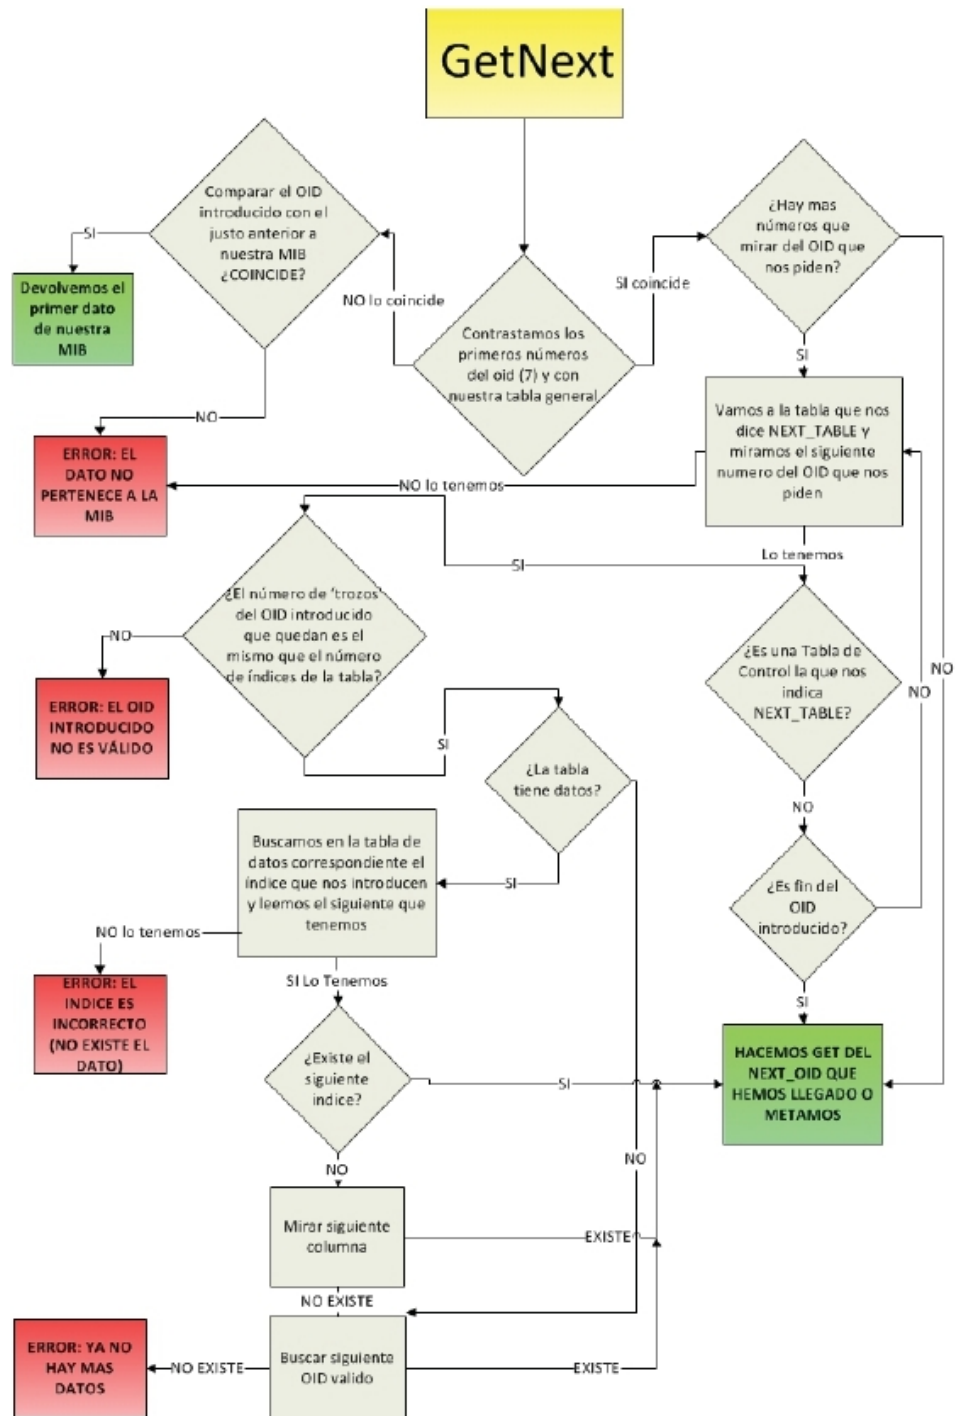 GetNext
Comparar el OID
introducido con el
justo anterior a
nuestra MIB
¿COINCIDE?
¿Hay mas
números que
mirar del OID que
nos piden?
SI
Devolvemos el
primer dato
de nuestra
MIB
NO lo coincide
SI coincide
Contrastamos los
primeros números
del oid (7) y con
nuestra tabla general
SI
NO
Vamos a la tabla que nos
dice NEXT_TABLE y
miramos el siguiente
numero del OID que nos
piden
ERROR: EL
DATO NO
PERTENECE A LA
MIB
NO lo tenemos
Lo tenemos
SI
¿El número de 'trozos'
del OID introducido
que quedan es el
mismo que el número
de índices de la tabla?
NO
¿Es una Tabla de
Control la que nos
indica
NEXT_TABLE?
NO
NO
ERROR: EL OID
INTRODUCIDO
NO ES VÁLIDO
SI
¿La tabla
tiene datos?
NO
Buscamos en la tabla de
datos correspondiente el
índice que nos introducen
y leemos el siguiente que
tenemos
SI
¿Es fin del
OID
introducido?
NO lo tenemos
SI Lo Tenemos
SI
ERROR: EL
INDICE ES
INCORRECTO
(NO EXISTE EL
DATO)
¿Existe el
siguiente
indice?
SI
HACEMOS GET DEL
NEXT_OID QUE
HEMOS LLEGADO O
METAMOS
NO
NO
Mirar siguiente
columna
EXISTE
NO EXISTE
ERROR: YA NO
HAY MAS
DATOS
NO EXISTE
Buscar siguiente
OID valido
EXISTE